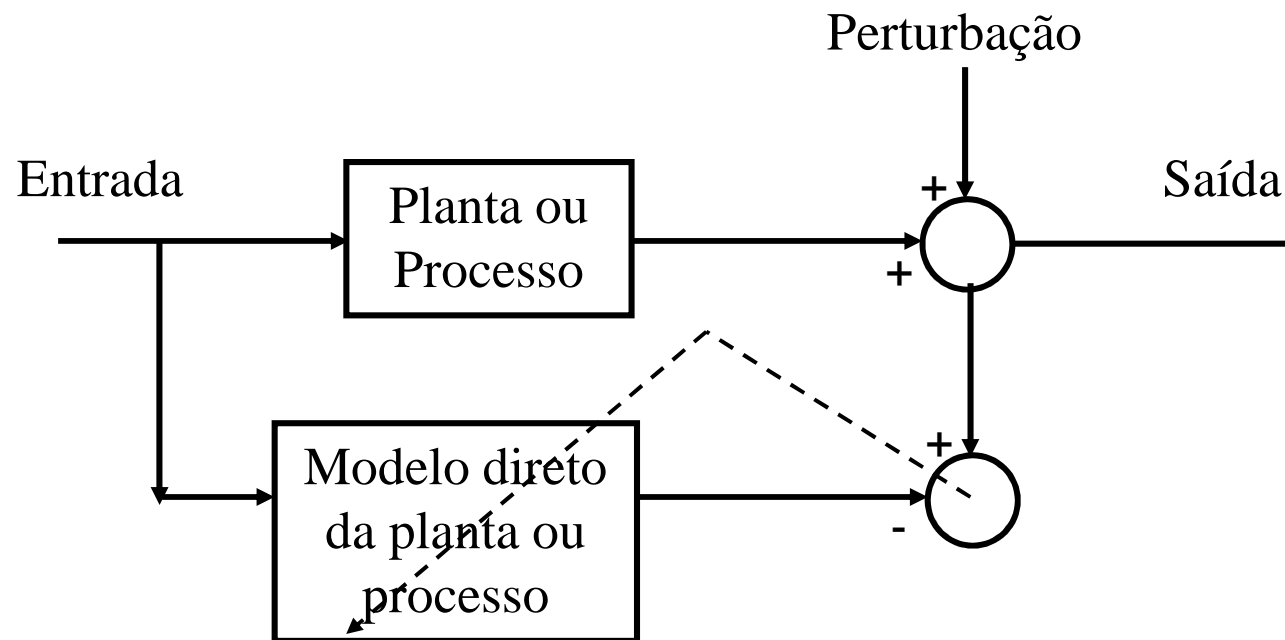 Perturbação
Entrada
Saída
+
Planta ou
Processo
+
+
Modelo direto
da planta ou
processo
-